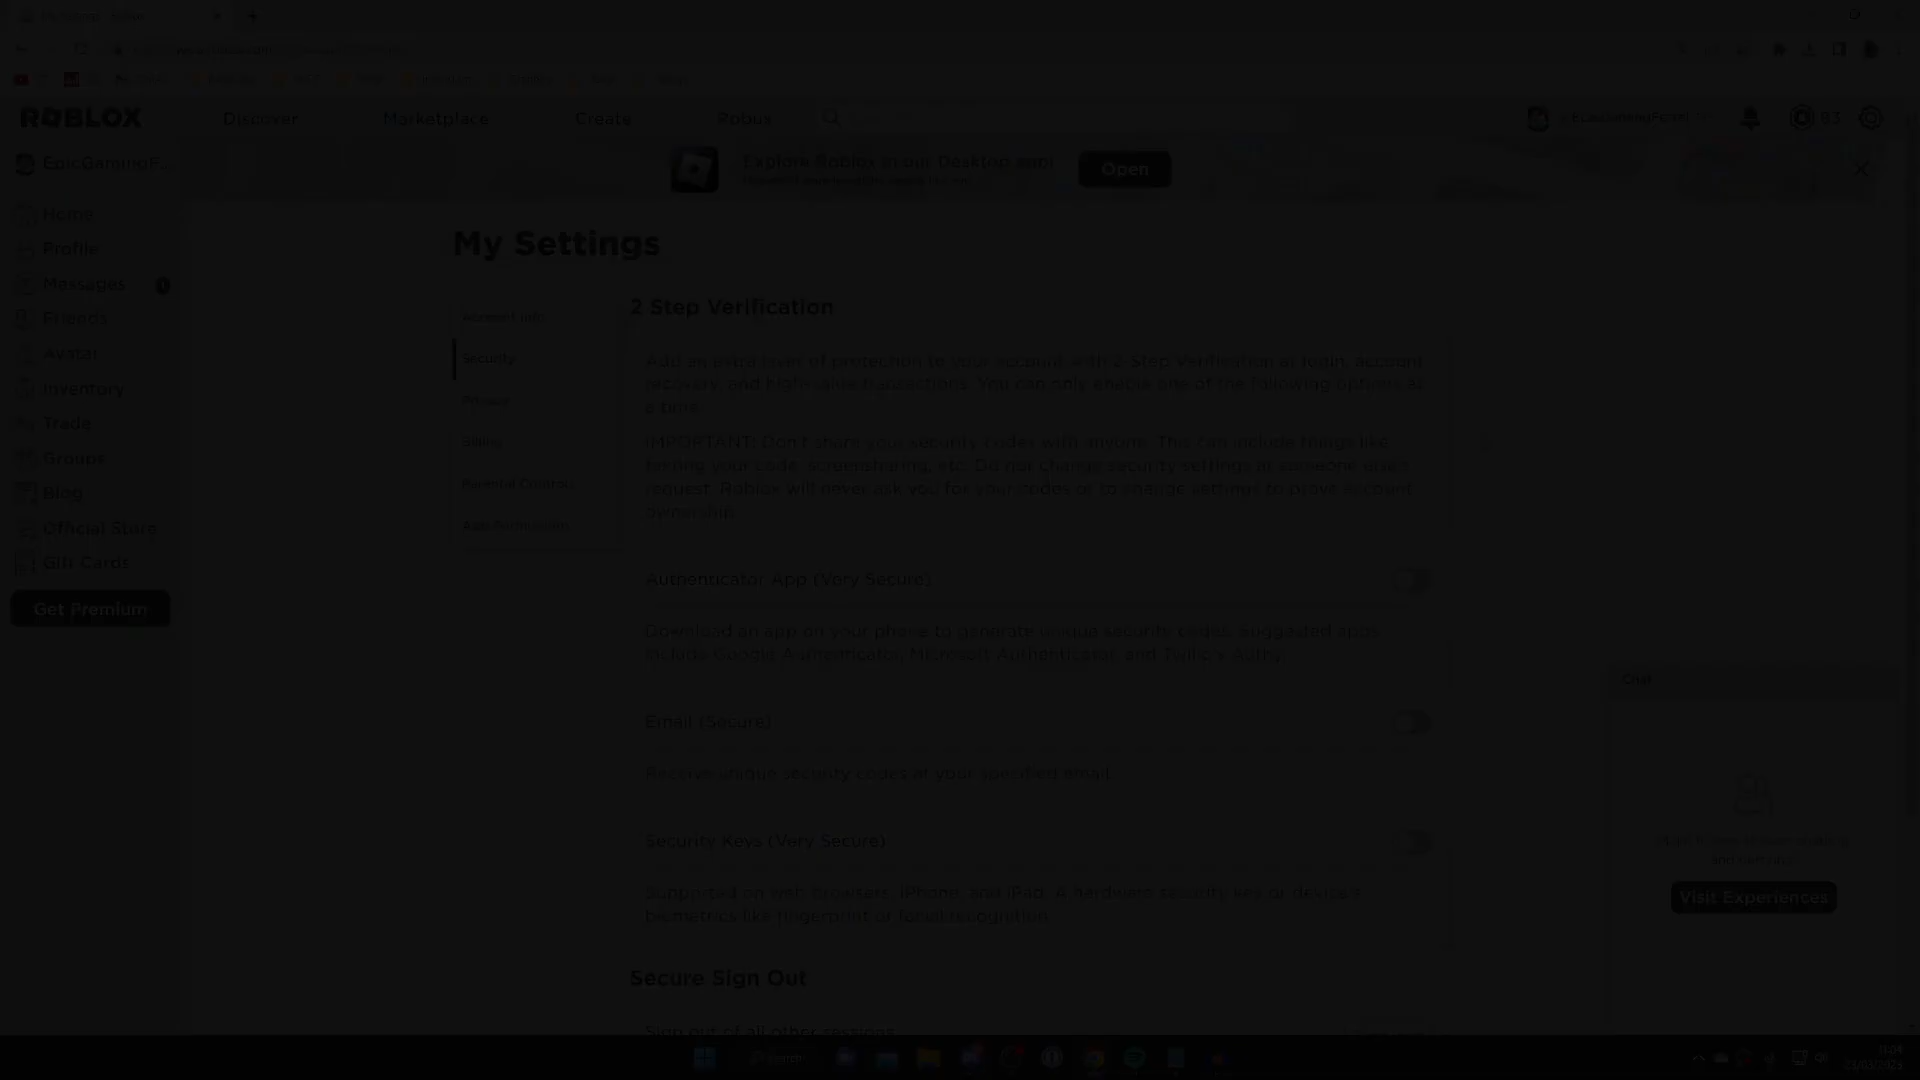 ROBLOX
Discover
Marketplace
Create
Robux
83
EpicGamingF...
Explore Roblox in our Desktop app!
Open
Home
Profile
Messages
Friends
Avatar
Inventory
Trade
Groups
Blog
Official Store
Gift Cards
Get Premium
My Settings
Account Info
Security
Privacy
Billing
Parental Controls
App Permissions
2 Step Verification
Add an extra layer of protection to your account with 2-Step Verification at login, account
recovery, and high-value transactions. You can only enable one of the following options at
a time.
IMPORTANT: Don't share your security codes with anyone. This can include things like
texting your code, screensharing, etc. Do not change security settings at someone else's
request. Roblox will never ask you for your codes or to change settings to prove account
ownership.
Authenticator App (Very Secure)
Download an app on your phone to generate unique security codes. Suggested apps
include Google Authenticator, Microsoft Authenticator, and Twilio's Authy.
Email (Secure)
Receive unique security codes at your specified email
Security Keys (Very Secure)
Supported on web browsers, iPhone, and iPad. A hardware security key or device's
biometrics like fingerprint or facial recognition
Secure Sign Out
Sign out of all other sessions
Chat
Visit Experiences
Search
23/03/2023